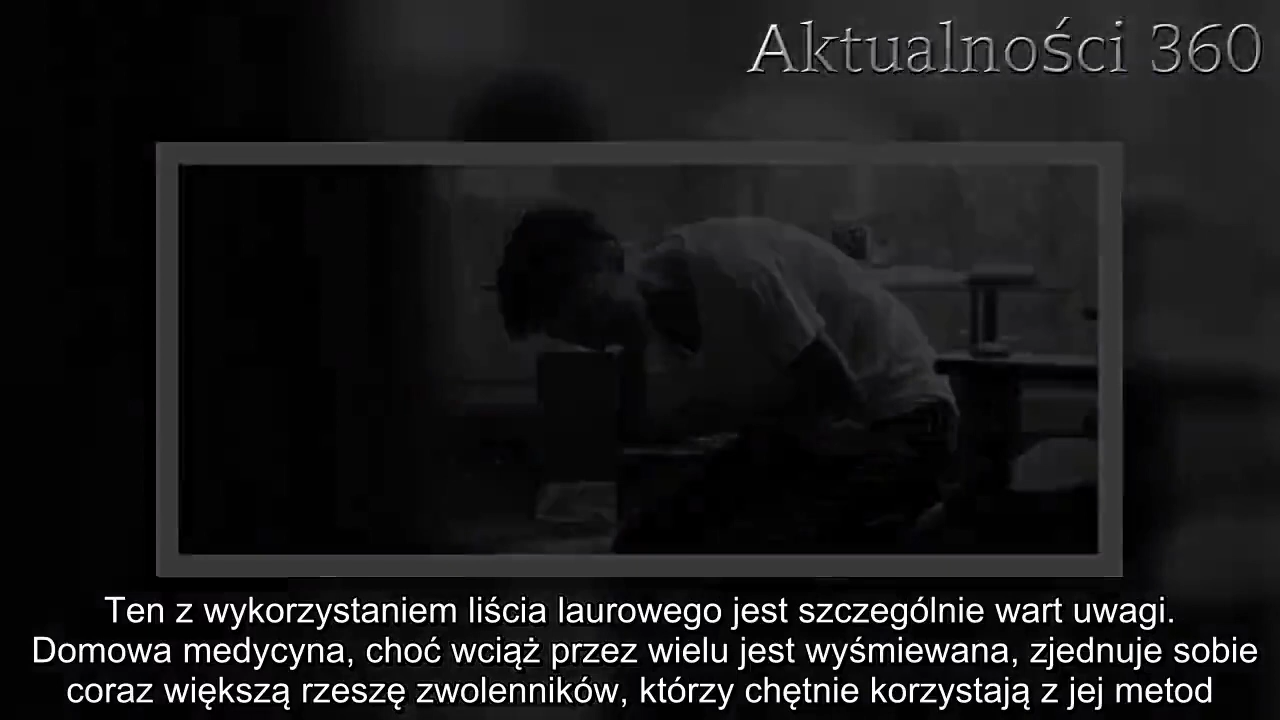 Aktualności 360
Ten z wykorzystaniem liścia laurowego jest szczególnie wart uwagi.
Domowa medycyna, choć wciąż przez wielu jest wyśmiewana, zjednuje sobie
coraz większą rzeszę zwolenników, którzy chętnie korzystają z jej metod